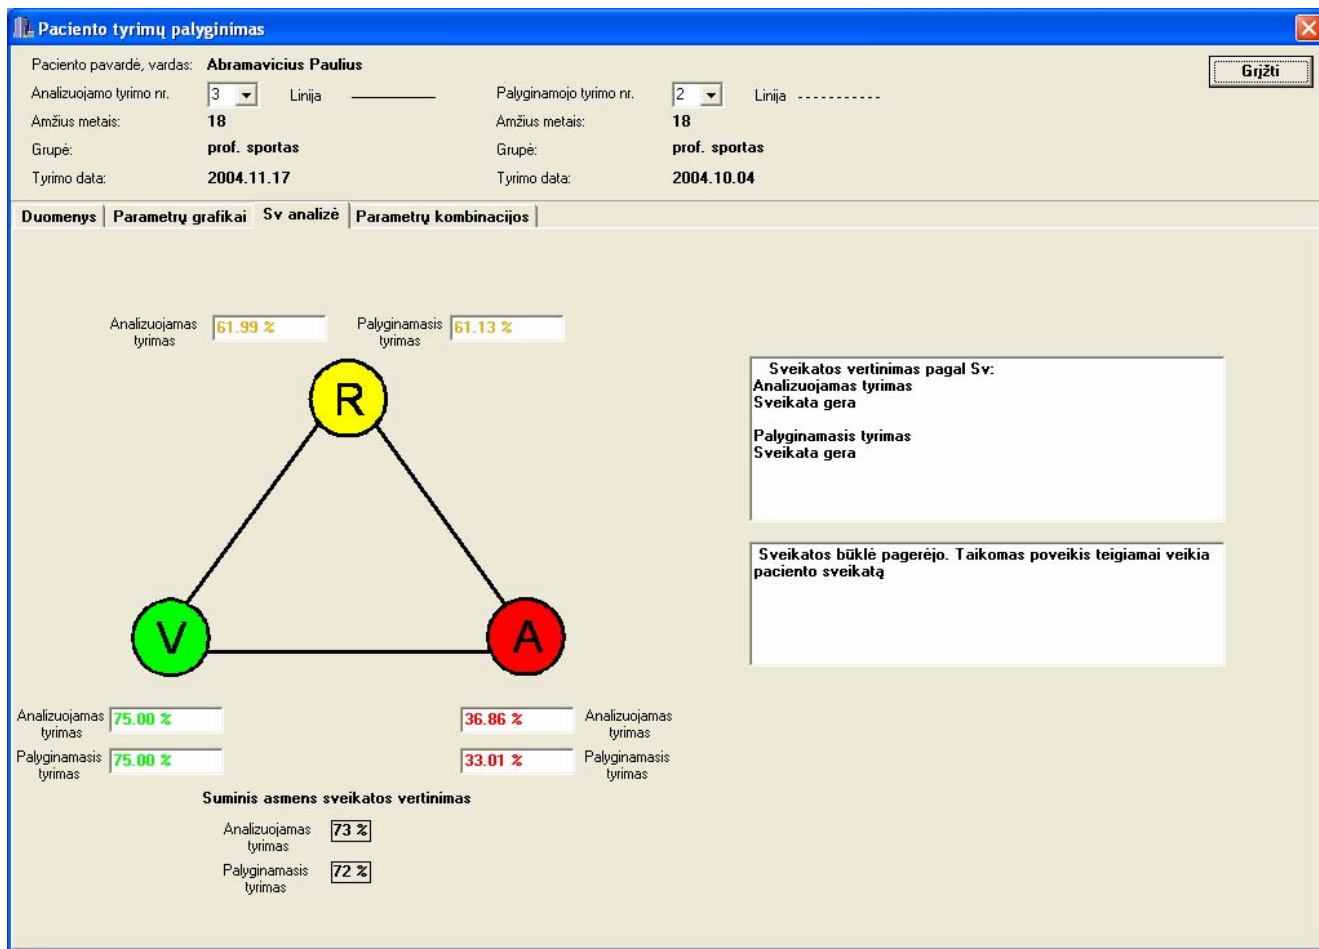 Paciento tyrimų palyginimas
Paciento pavardė, vardas: Abramavicius Paulius
Grįžti
Analizuojamo tyrimo nr. 3 Linija Palyginamojo tyrimo nr. 2 Linija
Amžius metais: 18 Amžius metais: 18
Grupė: prof. sportas Grupė: prof. sportas
Tyrimo data: 2004.11.17 Tyrimo data: 2004.10.04
Duomenys Parametrų grafikai Sv analizė Parametrų kombinacijos
Analizuojamas 61.99 % Palyginamasis 61.13 %
tyrimas tyrimas
R
V A
Analizuojamas 75.00 % 36.86 % Analizuojamas
tyrimas tyrimas
Palyginamasis 75.00 % 33.01 % Palyginamasis
tyrimas tyrimas
Suminis asmens sveikatos vertinimas
Analizuojamas 73 %
tyrimas
Palyginamasis 72 %
tyrimas
Sveikatos vertinimas pagal Sv:
Analizuojamas tyrimas
Sveikata gera
Palyginamasis tyrimas
Sveikata gera
Sveikatos būklė pagerėjo. Taikomas poveikis teigiamai veikia
paciento sveikatą